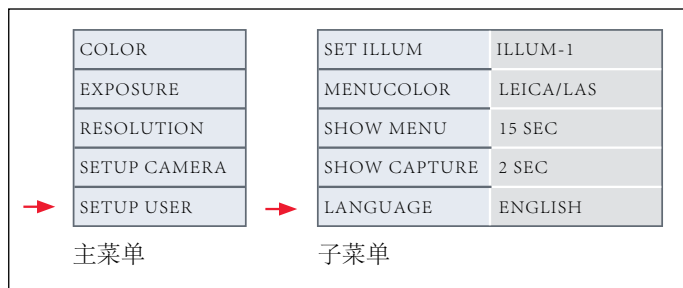 COLOR
EXPOSURE
RESOLUTION
SETUP CAMERA
SETUP USER
主菜单
SET ILLUM ILLUM-1
MENUCOLOR LEICA/LAS
SHOW MENU 15 SEC
SHOW CAPTURE 2 SEC
LANGUAGE ENGLISH
子菜单